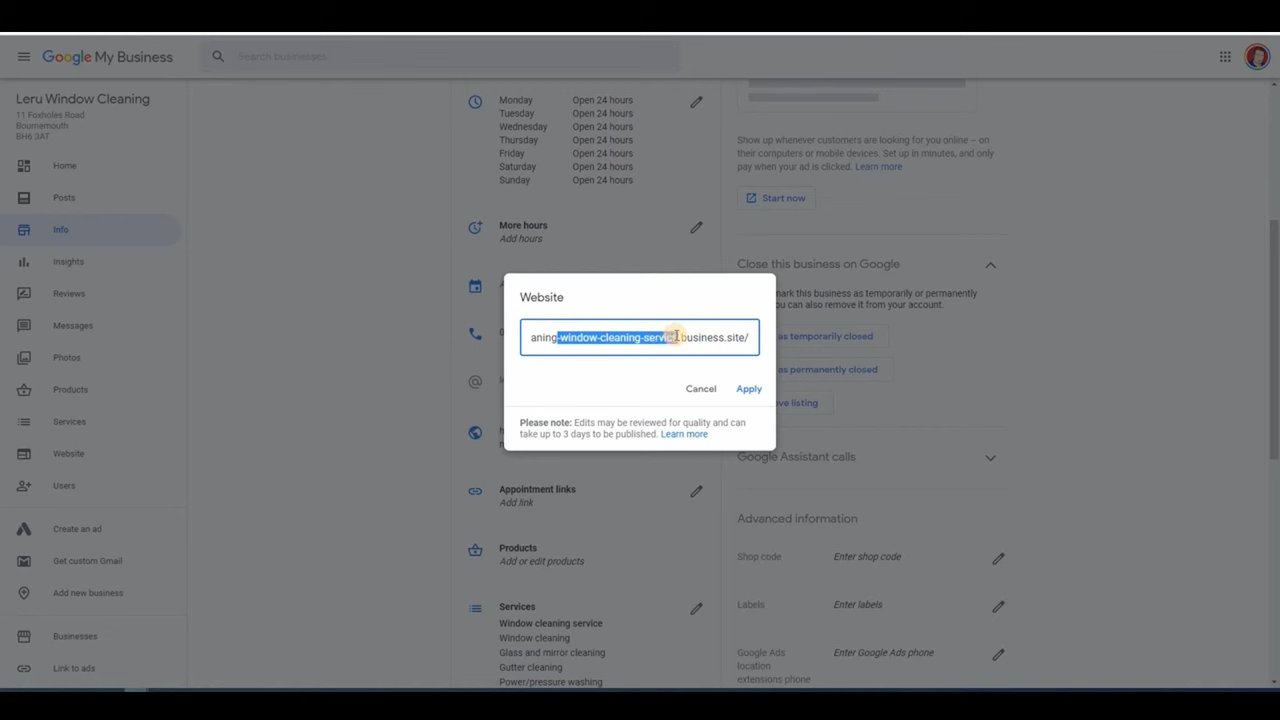 Google My Business
Search businesses
Leru Window Cleaning
11 Foxholes Road
Bournemouth
BH6 3AT
Home
Posts
Info
Insights
Reviews
Messages
Photos
Products
Services
Website
Users
Create an ad
Get custom Gmail
Add new business
Businesses
Link to ads
Monday Open 24 hours
Tuesday Open 24 hours
Wednesday Open 24 hours
Thursday Open 24 hours
Friday Open 24 hours
Saturday Open 24 hours
Sunday Open 24 hours
More hours
Add hours
Website
aning-window-cleaning-servi business.site/
Cancel Apply
Please note: Edits may be reviewed for quality and can
take up to 3 days to be published. Learn more
Appointment links
Add link
Products
Add or edit products
Services
Window cleaning service
Window cleaning
Glass and mirror cleaning
Gutter cleaning
Power/pressure washing
Show up whenever customers are looking for you online – on
their computers or mobile devices. Set up in minutes, and only
pay when your ad is clicked. Learn more
Start now
Close this business on Google
mark this business as temporarily or permanently
ou can also remove it from your account.
as temporarily closed
as permanently closed
ve listing
Google Assistant calls
Advanced information
Shop code Enter shop code
Labels Enter labels
Google Ads
location
extensions phone
Enter Google Ads phone